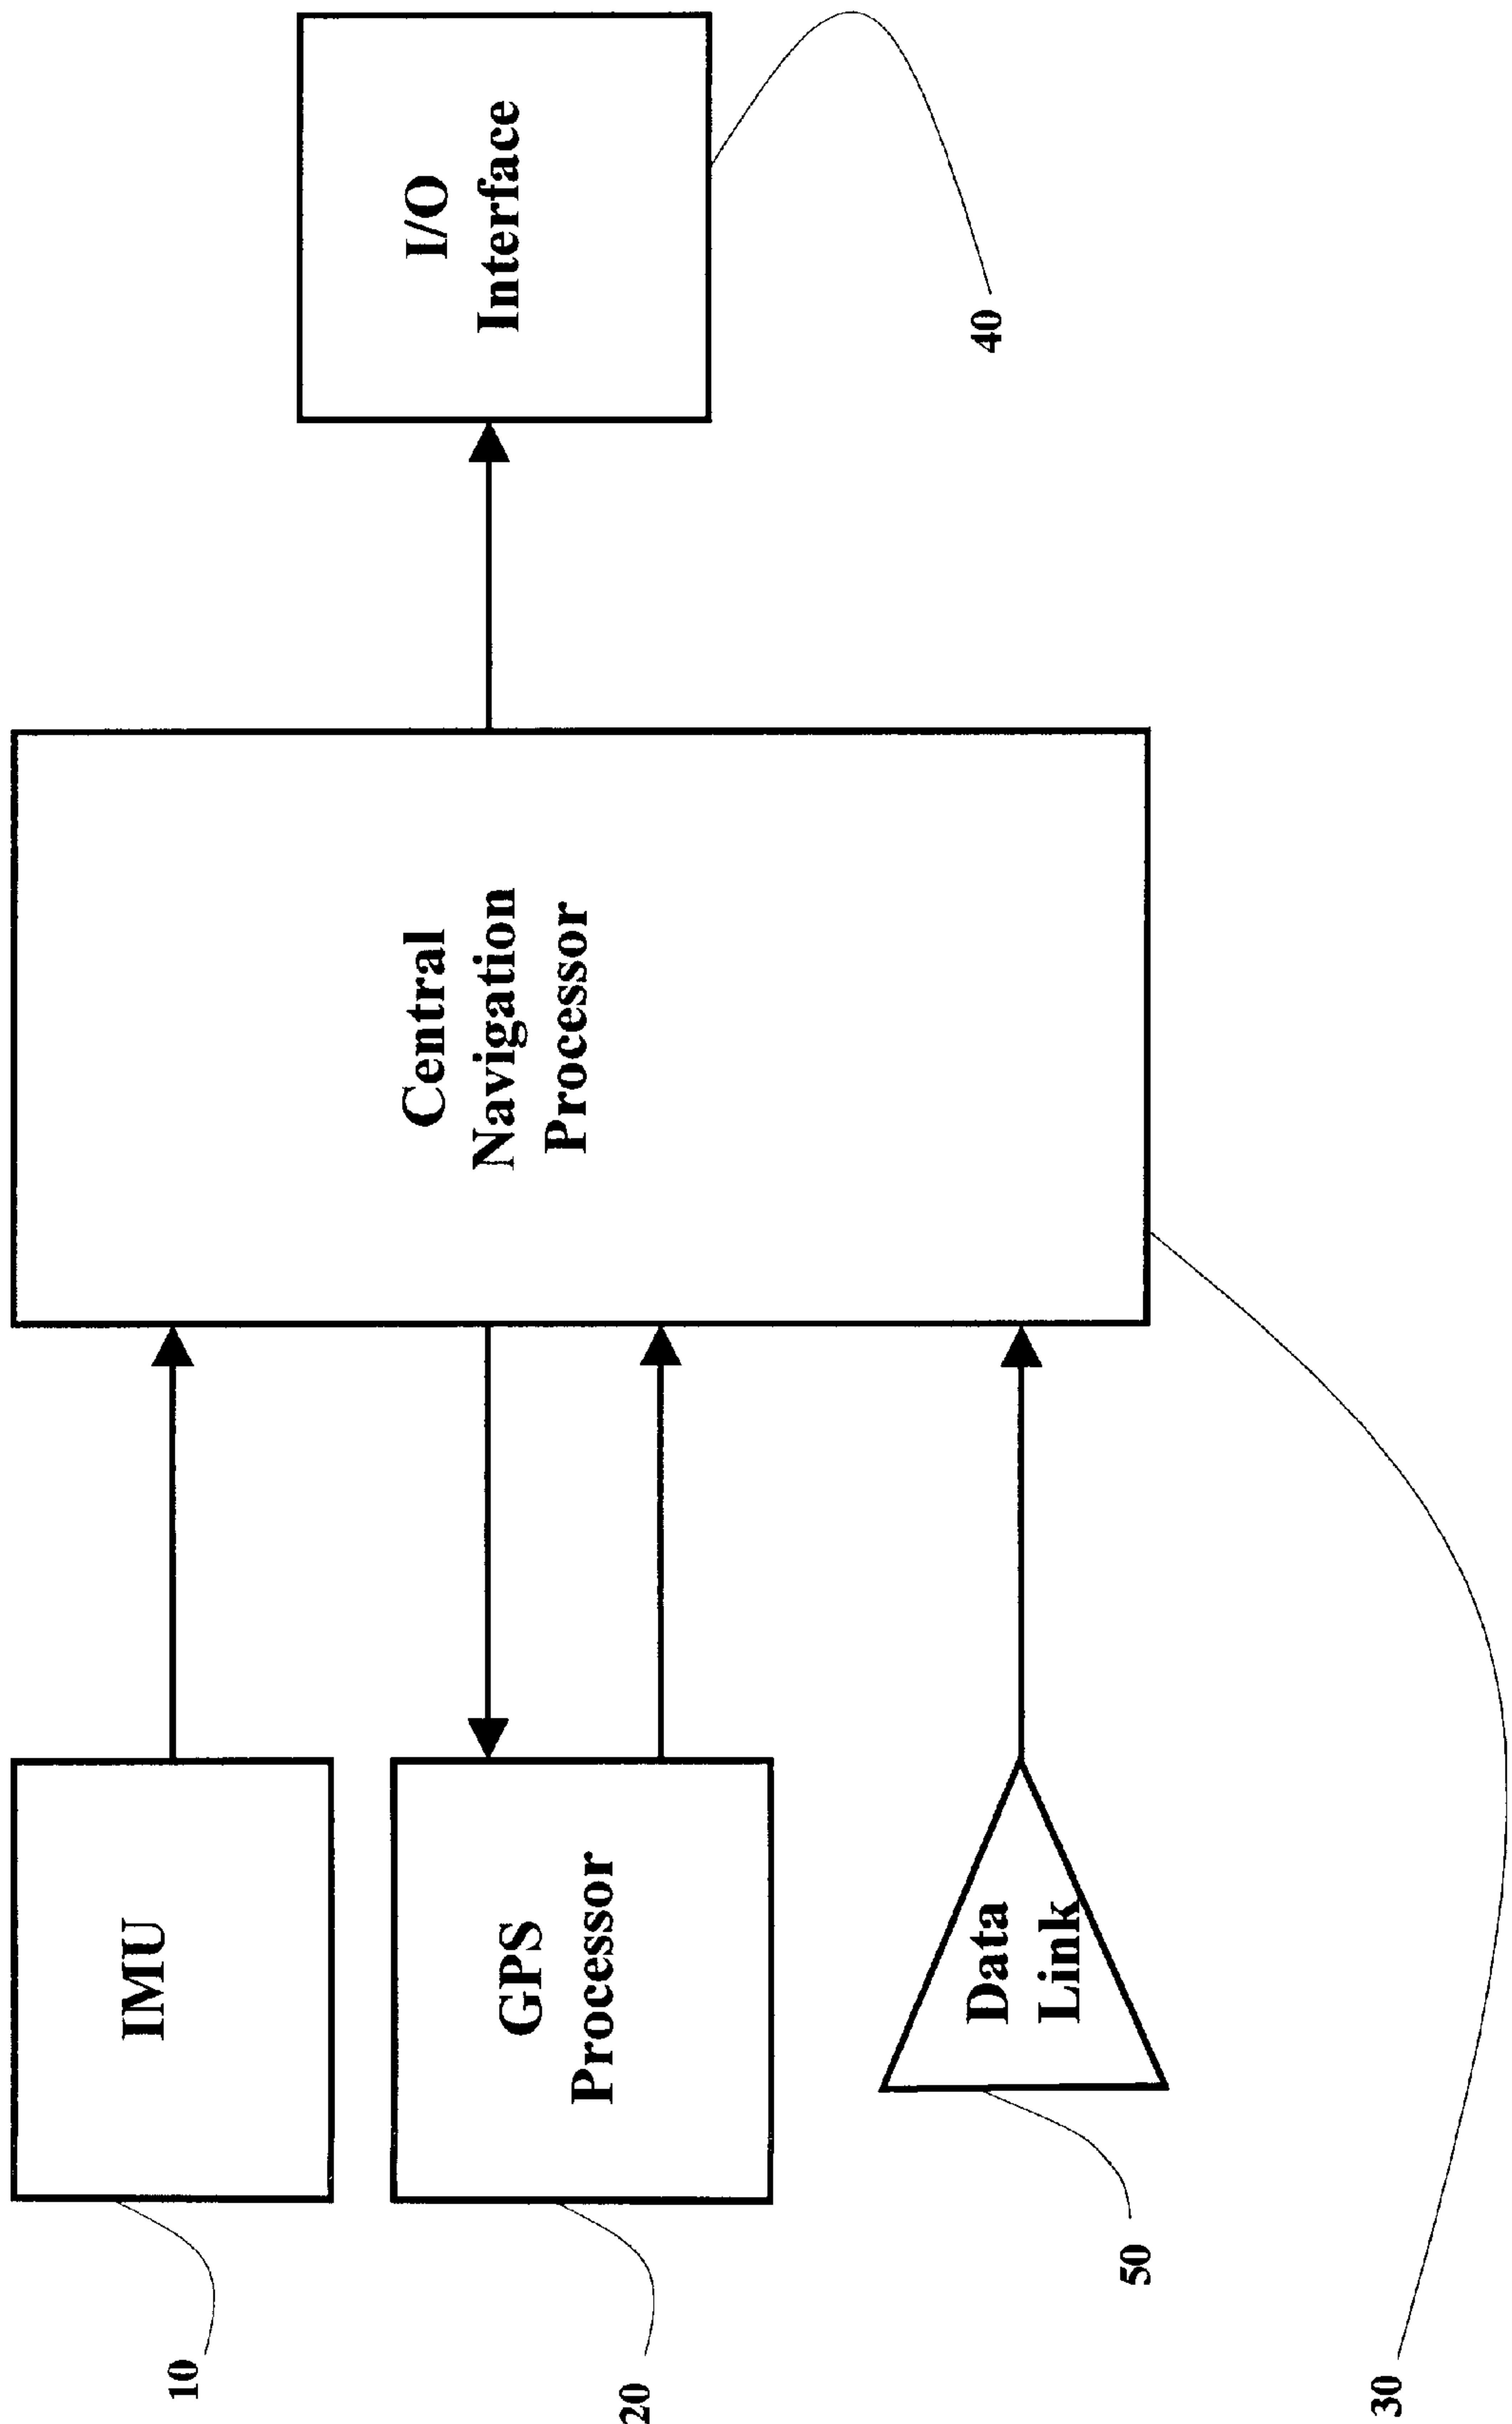 IMU
10
GPS
Processor
20
Data
Link
50
Central
Navigation
Processor
30
I/O
Interface
40